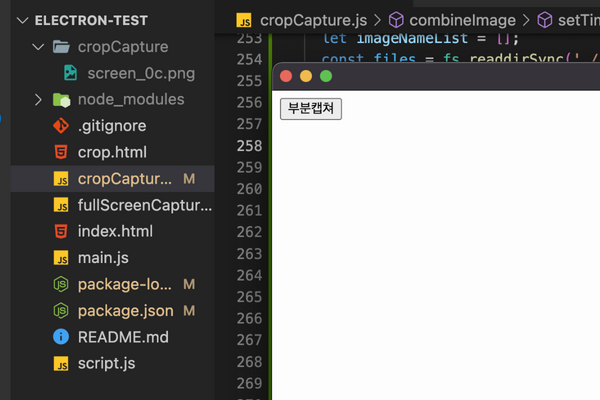 ELECTRON-TEST
cropCapture
screen_0c.png
node_modules
.gitignore
crop.html
cropCaptur... M
fullScreenCaptur...
index.html
main.js
package-lo... M
package.json M
README.md
script.js
cropCapture.js > combineImage > setTim
253 let imageNameList = [];
254 const files = fs.readdirSync('./
255
256
257
258
259
260
261
262
263
264
265
266
267
268
269
부분캡쳐